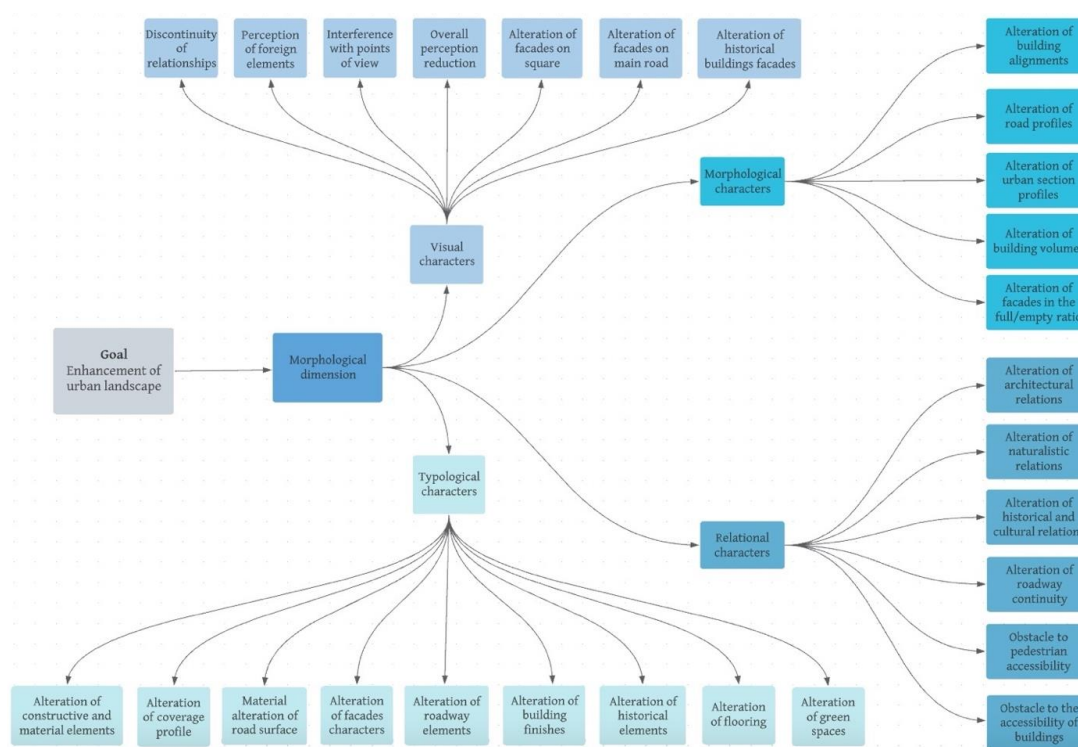 Discontinuity of relationships
Perception of foreign elements
Interference with points of view
Overall perception reduction
Alteration of facades on square
Alteration of facades on main road
Alteration of historical buildings facades
Visual characters
Goal
Enhancement of urban landscape
Morphological dimension
Typological characters
Alteration of constructive and material elements
Alteration of coverage profile
Material alteration of road surface
Alteration of facades characters
Alteration of roadway elements
Alteration of building finishes
Alteration of historical elements
Alteration of flooring
Alteration of green spaces
Morphological characters
Alteration of building alignments
Alteration of road profiles
Alteration of urban section profiles
Alteration of building volume
Alteration of facades in the full/empty ratio
Relational characters
Alteration of architectural relations
Alteration of naturalistic relations
Alteration of historical and cultural relation
Alteration of roadway continuity
Obstacle to pedestrian accessibility
Obstacle to the accessibility of buildings